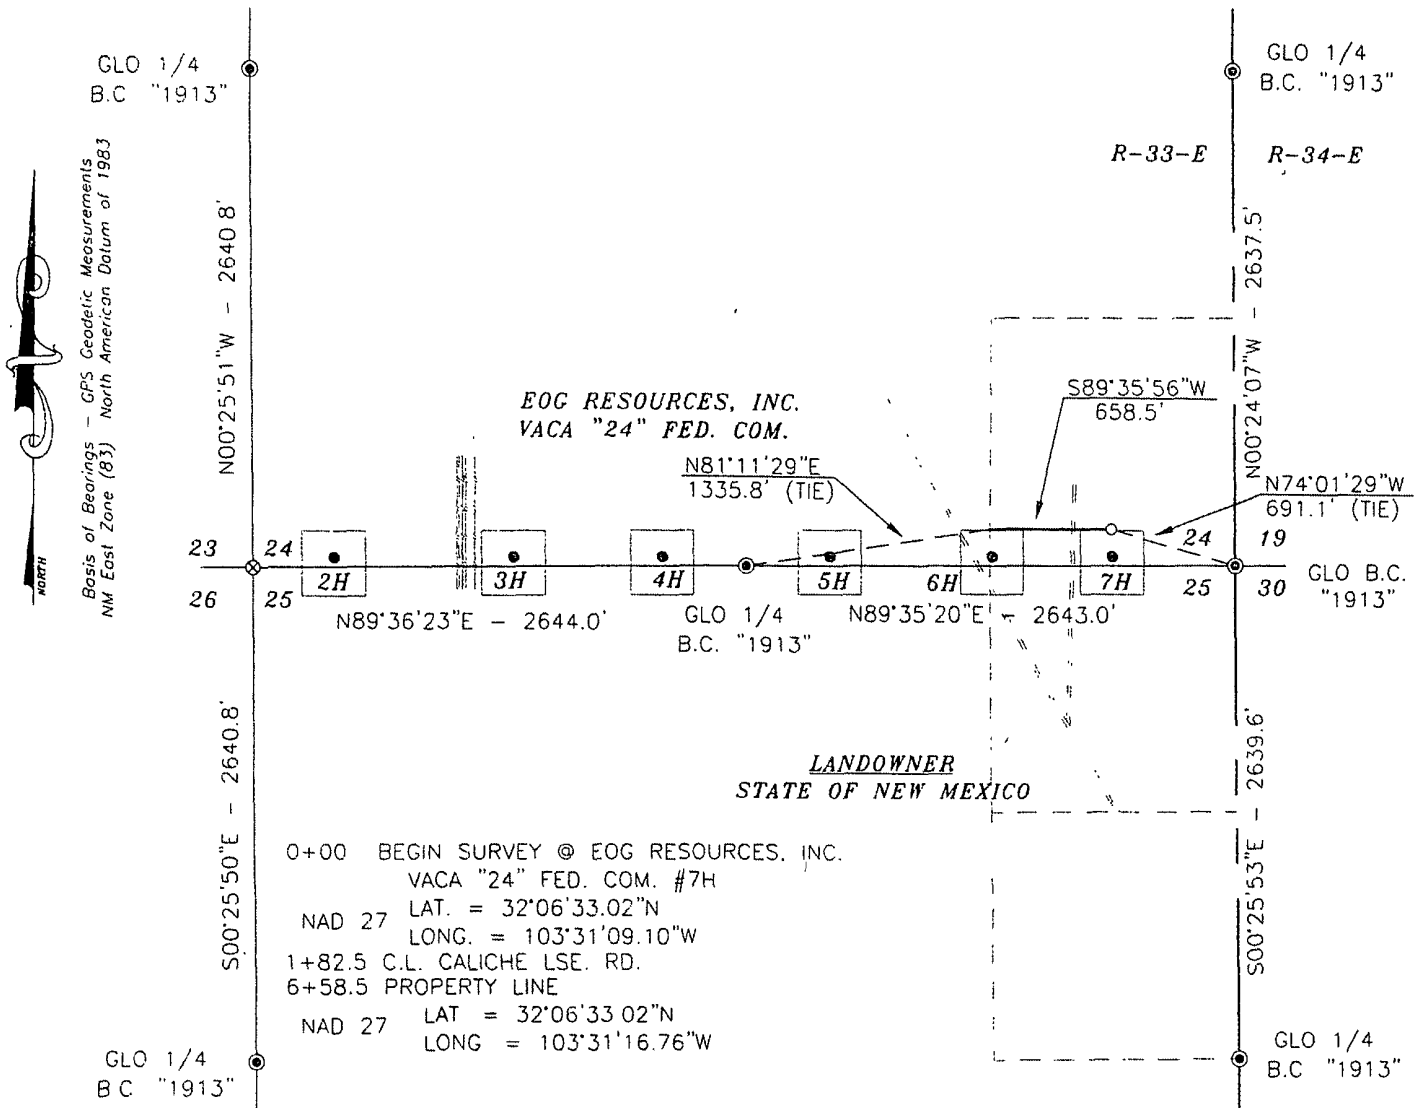 GLO 1/4
B.C "1913"
GLO 1/4
B.C. "1913"
R-33-E
R-34-E
Basis of Bearings - GPS Geodetic Measurements
NM East Zone (83) North American Datum of 1983
NORTH
N00°25'51"W - 2640 8'
N00°24'07"W - 2637.5'
EOG RESOURCES, INC.
VACA "24" FED. COM.
S89°35'56"W
658.5'
N81°11'29"E
1335.8' (TIE)
N74°01'29"W
691.1' (TIE)
23
24
24
19
26
25
25
30
2H
3H
4H
5H
6H
7H
GLO B.C.
"1913"
N89°36'23"E - 2644.0'
GLO 1/4
B.C. "1913"
N89°35'20"E - 2643.0'
S00°25'50"E - 2640.8'
S00°25'53"E - 2639.6'
LANDOWNER
STATE OF NEW MEXICO
0+00 BEGIN SURVEY @ EOG RESOURCES, INC.
VACA "24" FED. COM. #7H
NAD 27
LAT. = 32°06'33.02"N
LONG. = 103°31'09.10"W
1+82.5 C.L. CALICHE LSE. RD.
6+58.5 PROPERTY LINE
NAD 27
LAT = 32°06'33 02"N
LONG = 103°31'16.76"W
GLO 1/4
B C "1913"
GLO 1/4
B.C "1913"